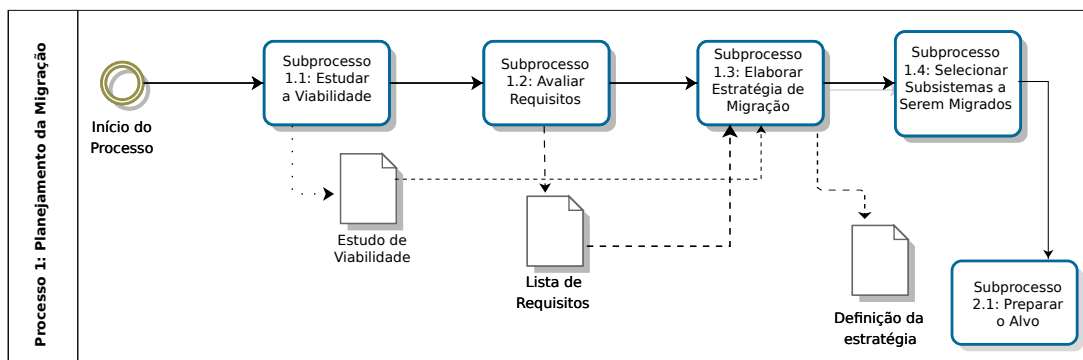 Processo 1: Planejamento da Migração
Início do
Processo
Subprocesso
1.1: Estudar
a Viabilidade
Subprocesso
1.2: Avaliar
Requisitos
Subprocesso
1.3: Elaborar
Estratégia de
Migração
Subprocesso
1.4: Selecionar
Subsistemas a
Serem Migrados
Estudo de
Viabilidade
Lista de
Requisitos
Definição da
estratégia
Subprocesso
2.1: Preparar
o Alvo